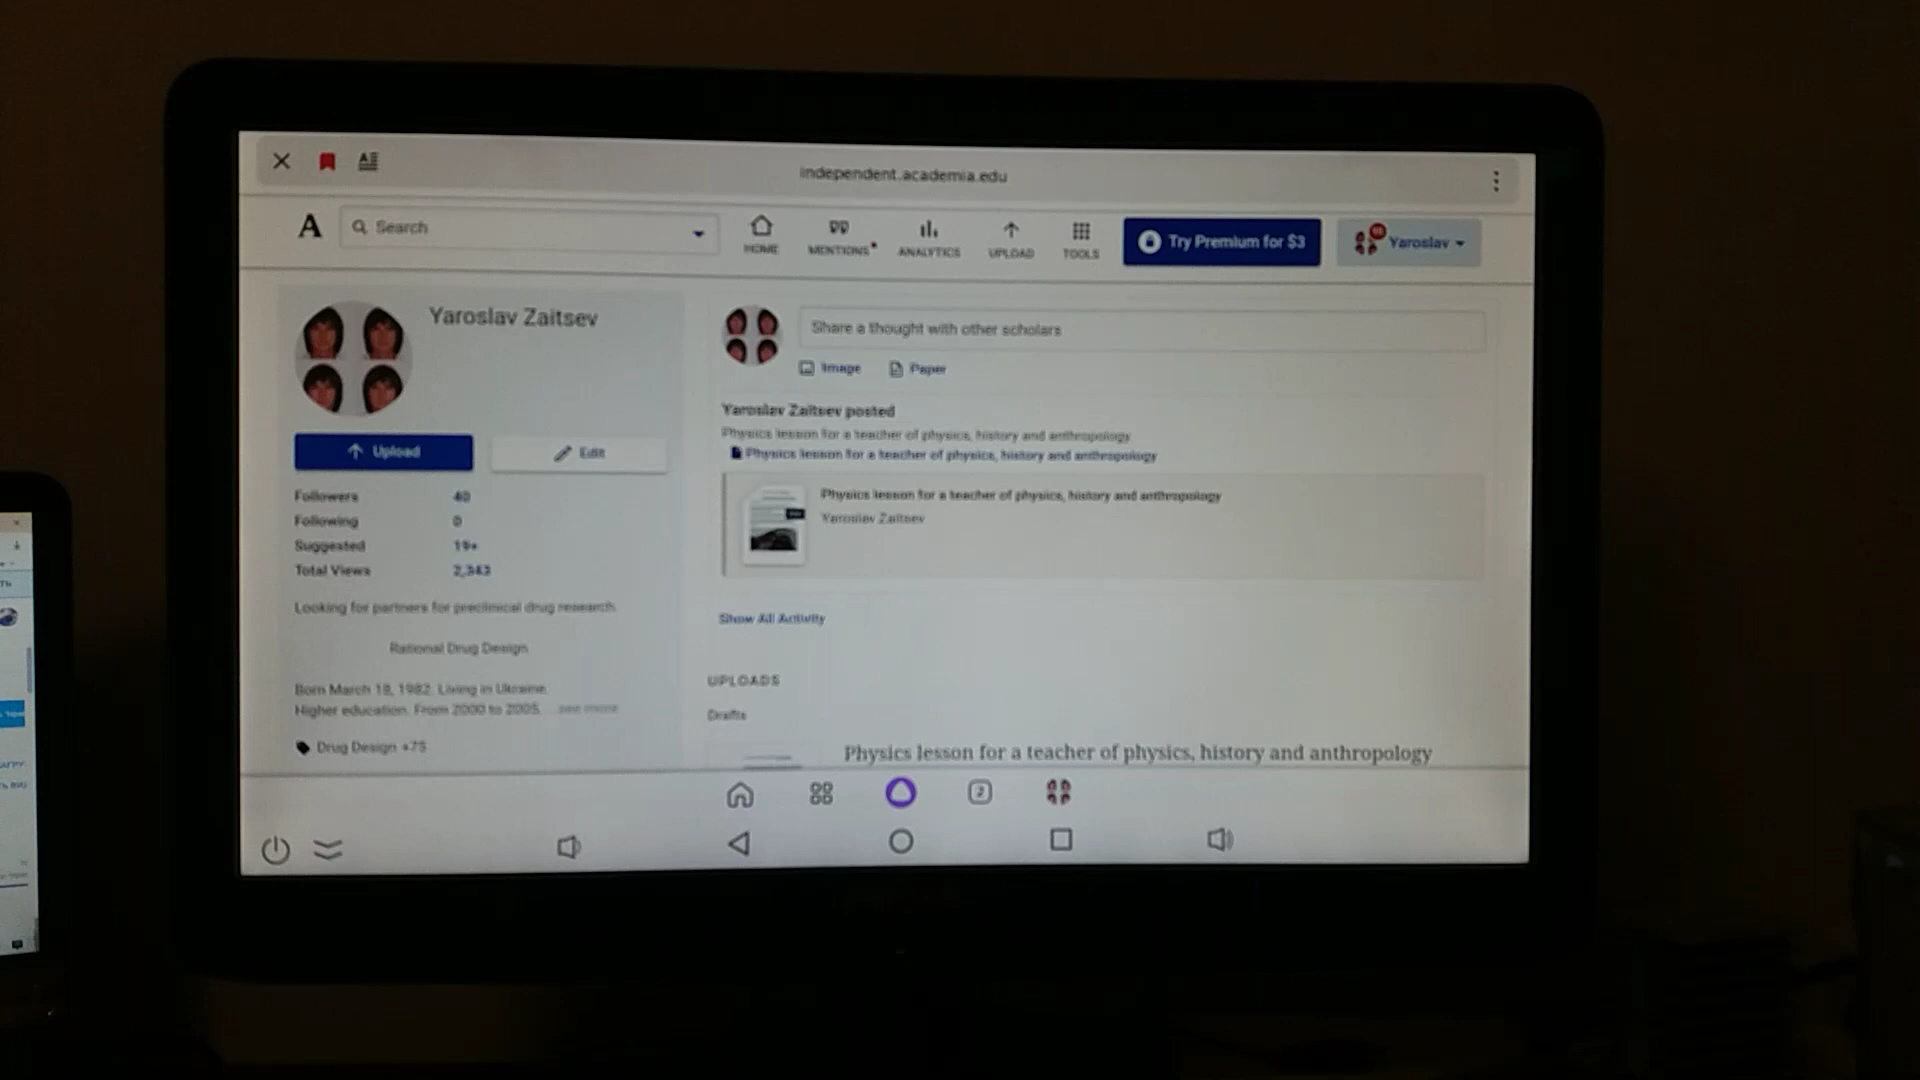 independent.academia.edu
A
Search
HOME
MENTIONS
ANALYTICS
UPLOAD
TOOLS
Try Premium for $3
Yaroslav
Yaroslav Zaitsev
Upload
Edit
Followers 40
Following 0
Suggested 19+
Total Views 2,343
Looking for partners for preclinical drug research.
Rational Drug Design
Born March 18, 1982. Living in Ukraine.
Higher education. From 2000 to 2005. ...see more
Drug Design +75
Share a thought with other scholars
Image
Paper
Yaroslav Zaitsev posted
Physics lesson for a teacher of physics, history and anthropology
Physics lesson for a teacher of physics, history and anthropology
Physics lesson for a teacher of physics, history and anthropology
Yaroslav Zaitsev
Show All Activity
UPLOADS
Drafts
Physics lesson for a teacher of physics, history and anthropology
2